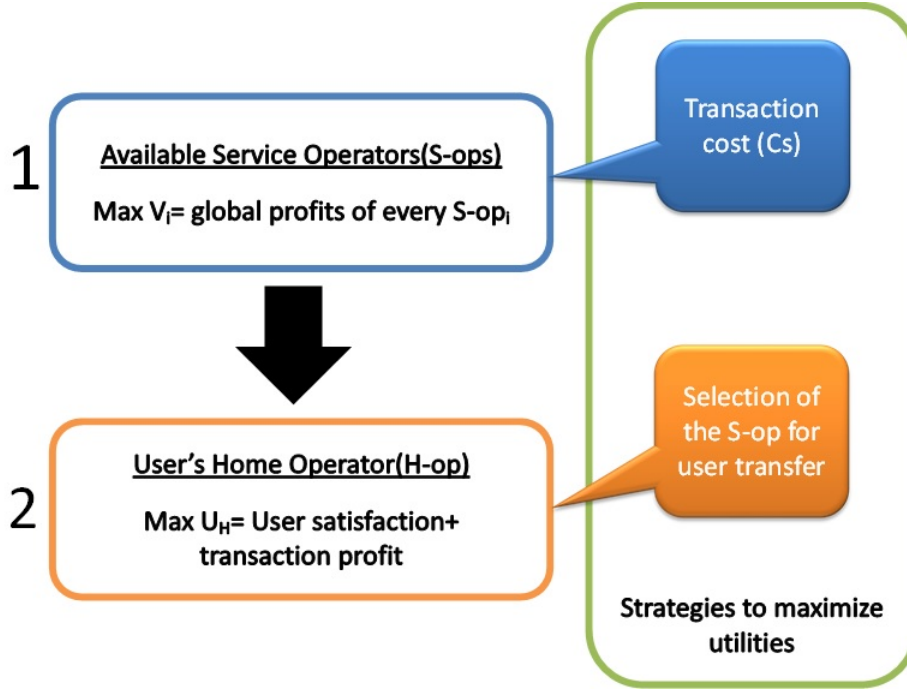 1
Available Service Operators(S-ops)
Max Vᵢ= global profits of every S-opᵢ
Transaction
cost (Cs)
2
User’s Home Operator(H-op)
Max U_H= User satisfaction+
transaction profit
Selection of
the S-op for
user transfer
Strategies to maximize
utilities